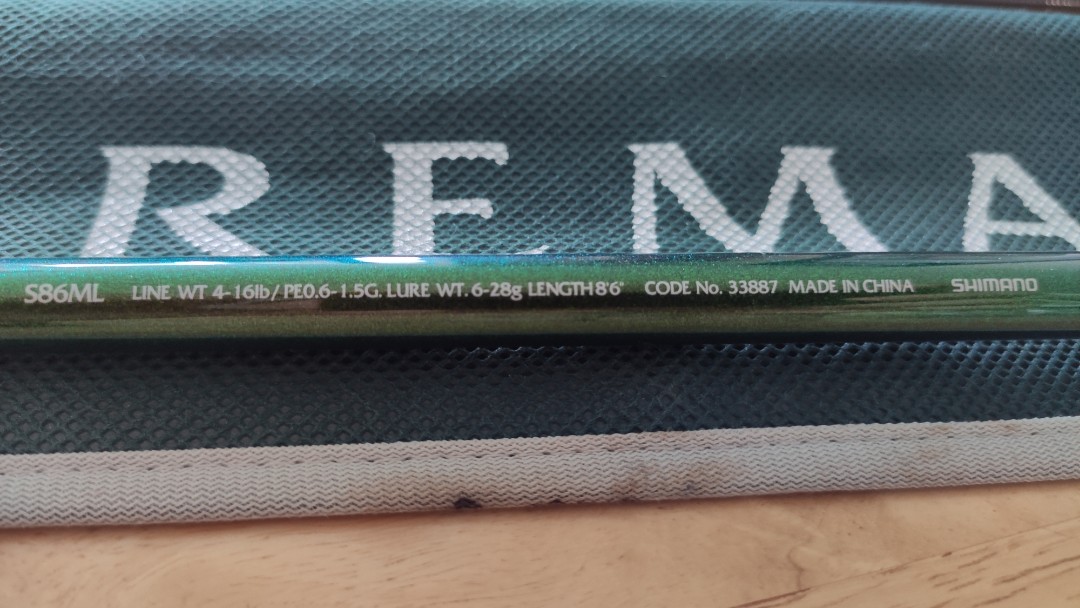 REMA
S86ML LINE WT 4-16lb/PE0.6-1.5G. LURE WT. 6-28g LENGTH 8'6" CODE No. 33887 MADE IN CHINA SHIMANO